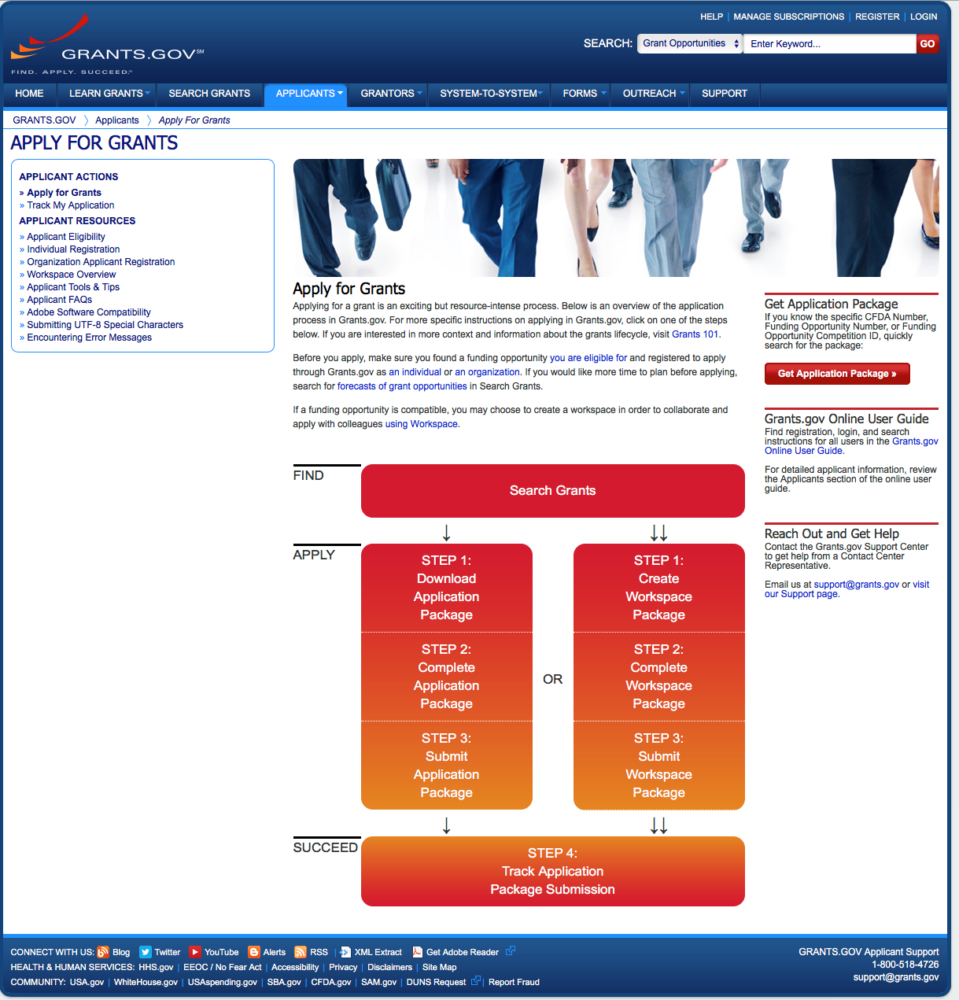 HELP | MANAGE SUBSCRIPTIONS | REGISTER | LOGIN
SEARCH: Grant Opportunities Enter Keyword... GO
GRANTS.GOV℠
FIND. APPLY. SUCCEED.℠
HOME LEARN GRANTS SEARCH GRANTS APPLICANTS GRANTORS SYSTEM-TO-SYSTEM FORMS OUTREACH SUPPORT
GRANTS.GOV 〉 Applicants 〉 Apply For Grants
APPLY FOR GRANTS
APPLICANT ACTIONS
» Apply for Grants
» Track My Application
APPLICANT RESOURCES
» Applicant Eligibility
» Individual Registration
» Organization Applicant Registration
» Workspace Overview
» Applicant Tools & Tips
» Applicant FAQs
» Adobe Software Compatibility
» Submitting UTF-8 Special Characters
» Encountering Error Messages
Apply for Grants
Applying for a grant is an exciting but resource-intense process. Below is an overview of the application
process in Grants.gov. For more specific instructions on applying in Grants.gov, click on one of the steps
below. If you are interested in more context and information about the grants lifecycle, visit Grants 101.
Before you apply, make sure you found a funding opportunity you are eligible for and registered to apply
through Grants.gov as an individual or an organization. If you would like more time to plan before applying,
search for forecasts of grant opportunities in Search Grants.
If a funding opportunity is compatible, you may choose to create a workspace in order to collaborate and
apply with colleagues using Workspace.
FIND
Search Grants
↓ ↓↓
APPLY
STEP 1:
Download
Application
Package
STEP 2:
Complete
Application
Package
STEP 3:
Submit
Application
Package
OR
STEP 1:
Create
Workspace
Package
STEP 2:
Complete
Workspace
Package
STEP 3:
Submit
Workspace
Package
↓ ↓↓
SUCCEED
STEP 4:
Track Application
Package Submission
Get Application Package
If you know the specific CFDA Number,
Funding Opportunity Number, or Funding
Opportunity Competition ID, quickly
search for the package:
Get Application Package »
Grants.gov Online User Guide
Find registration, login, and search
instructions for all users in the Grants.gov
Online User Guide.
For detailed applicant information, review
the Applicants section of the online user
guide.
Reach Out and Get Help
Contact the Grants.gov Support Center
to get help from a Contact Center
Representative.
Email us at support@grants.gov or visit
our Support page.
CONNECT WITH US: Blog Twitter YouTube Alerts RSS | XML Extract Get Adobe Reader
HEALTH & HUMAN SERVICES: HHS.gov | EEOC / No Fear Act | Accessibility | Privacy | Disclaimers | Site Map
COMMUNITY: USA.gov | WhiteHouse.gov | USAspending.gov | SBA.gov | CFDA.gov | SAM.gov | DUNS Request | Report Fraud
GRANTS.GOV Applicant Support
1-800-518-4726
support@grants.gov